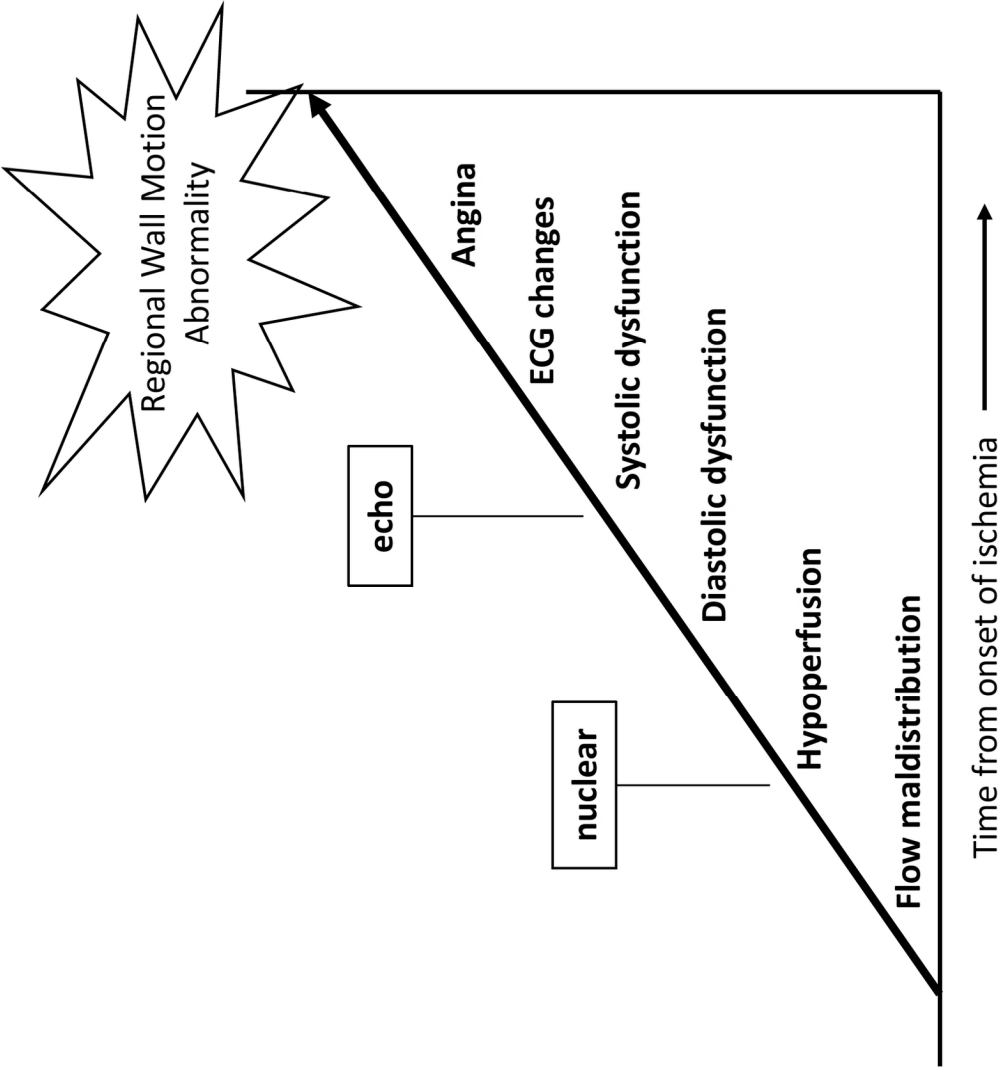 Regional Wall Motion
Abnormality
Angina
ECG changes
echo
Systolic dysfunction
Diastolic dysfunction
nuclear
Hypoperfusion
Flow maldistribution
Time from onset of ischemia